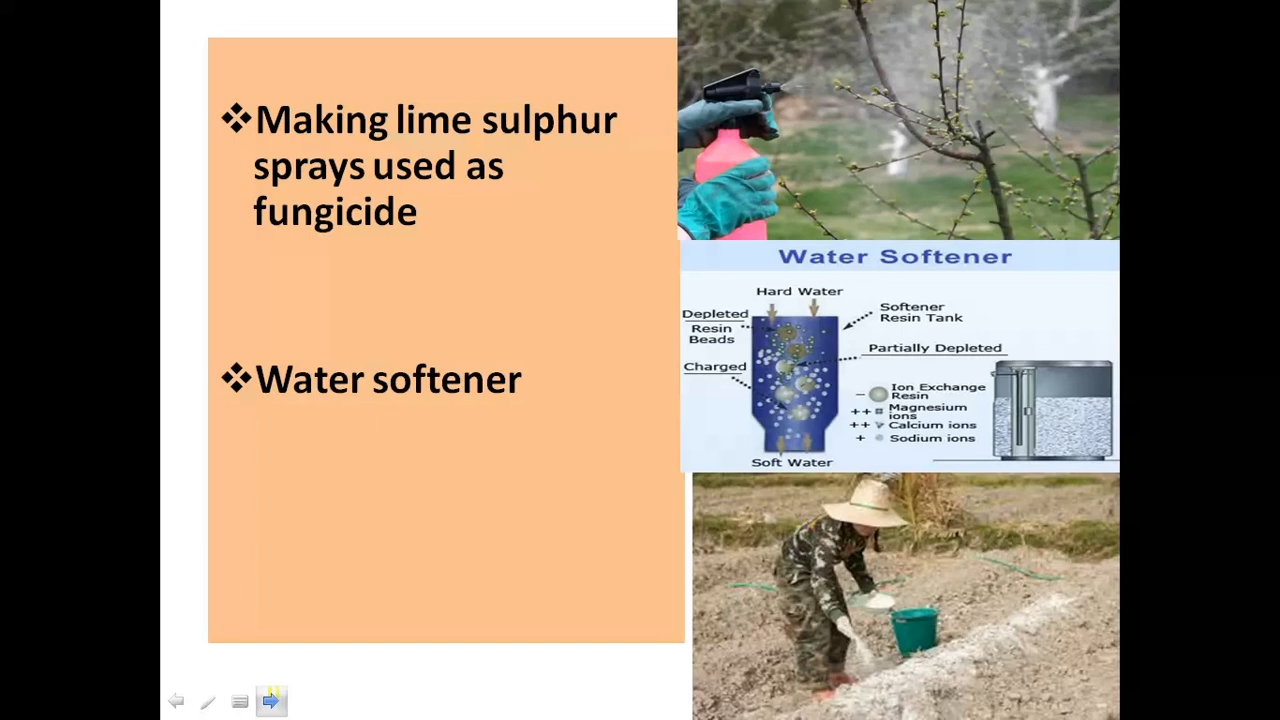 ❖Making lime sulphur
sprays used as
fungicide
❖Water softener
Water Softener
Hard Water
Depleted
Resin
Beads
Softener
Resin Tank
Partially Depleted
Charged
− Ion Exchange
Resin
++ Magnesium
ions
++ Calcium ions
+ Sodium ions
Soft Water